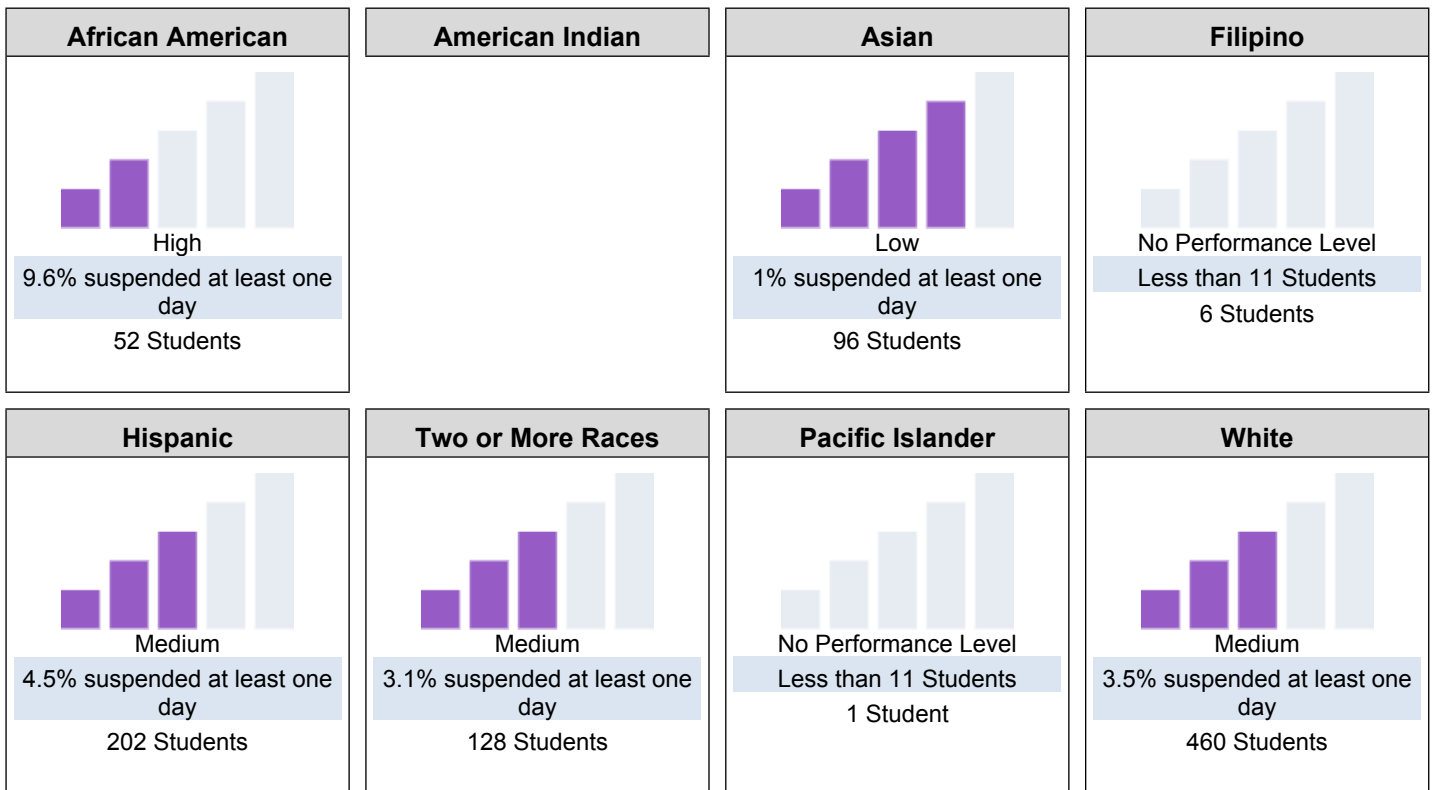 African American
High
9.6% suspended at least one
day
52 Students
American Indian
Asian
Low
1% suspended at least one
day
96 Students
Filipino
No Performance Level
Less than 11 Students
6 Students
Hispanic
Medium
4.5% suspended at least one
day
202 Students
Two or More Races
Medium
3.1% suspended at least one
day
128 Students
Pacific Islander
No Performance Level
Less than 11 Students
1 Student
White
Medium
3.5% suspended at least one
day
460 Students